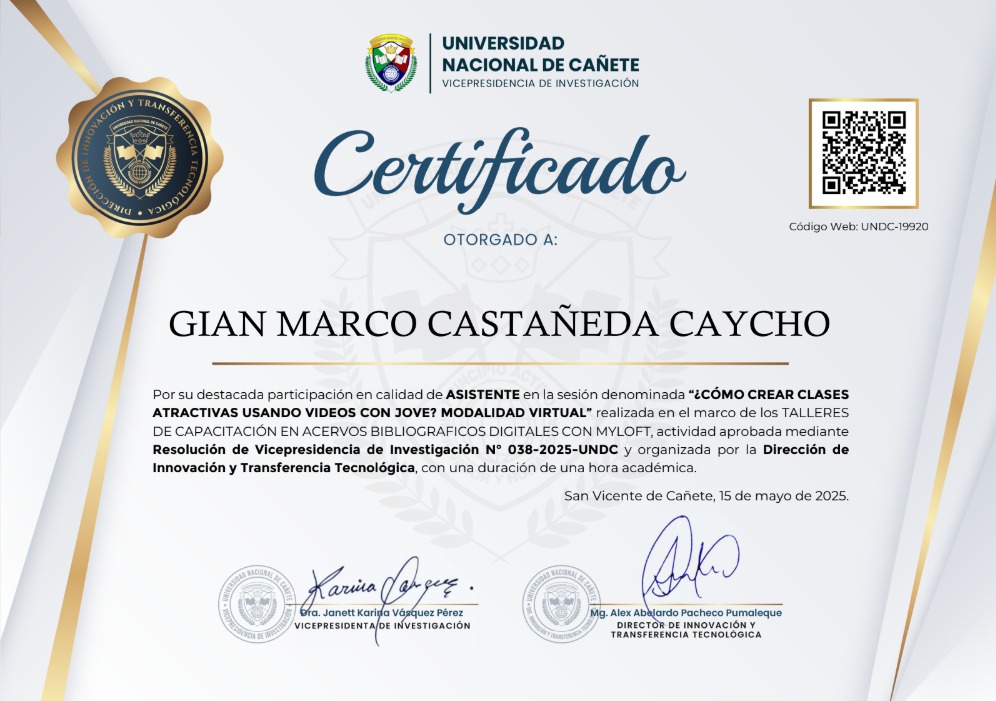 UNIVERSIDAD
NACIONAL DE CAÑETE
VICEPRESIDENCIA DE INVESTIGACIÓN
DIRECCIÓN DE INNOVACIÓN Y TRANSFERENCIA TECNOLÓGICA
UNIVERSIDAD NACIONAL DE CAÑETE
Certificado
Código Web: UNDC-19920
OTORGADO A:
GIAN MARCO CASTAÑEDA CAYCHO
Por su destacada participación en calidad de ASISTENTE en la sesión denominada “¿CÓMO CREAR CLASES
ATRACTIVAS USANDO VIDEOS CON JOVE? MODALIDAD VIRTUAL” realizada en el marco de los TALLERES
DE CAPACITACIÓN EN ACERVOS BIBLIOGRAFICOS DIGITALES CON MYLOFT, actividad aprobada mediante
Resolución de Vicepresidencia de Investigación N° 038-2025-UNDC y organizada por la Dirección de
Innovación y Transferencia Tecnológica, con una duración de una hora académica.
San Vicente de Cañete, 15 de mayo de 2025.
Dra. Janett Karina Vásquez Pérez
VICEPRESIDENTA DE INVESTIGACIÓN
Mg. Alex Abelardo Pacheco Pumaleque
DIRECTOR DE INNOVACIÓN Y
TRANSFERENCIA TECNOLÓGICA